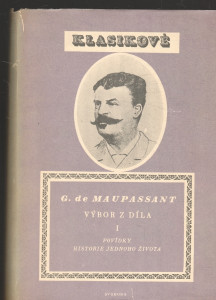 KLASIKOVÉ
G. de MAUPASSANT
VÝBOR Z DÍLA
I
POVÍDKY
HISTORIE JEDNOHO ŽIVOTA